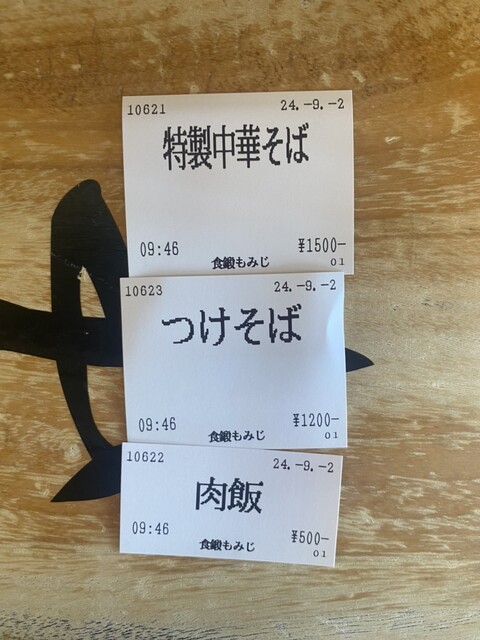 10621 24.-9.-2
特製中華そば
09:46 ¥1500-
食鍛もみじ 01
10623 24.-9.-2
つけそば
09:46 ¥1200-
食鍛もみじ 01
10622 24.-9.-2
肉飯
09:46 ¥500-
食鍛もみじ 01